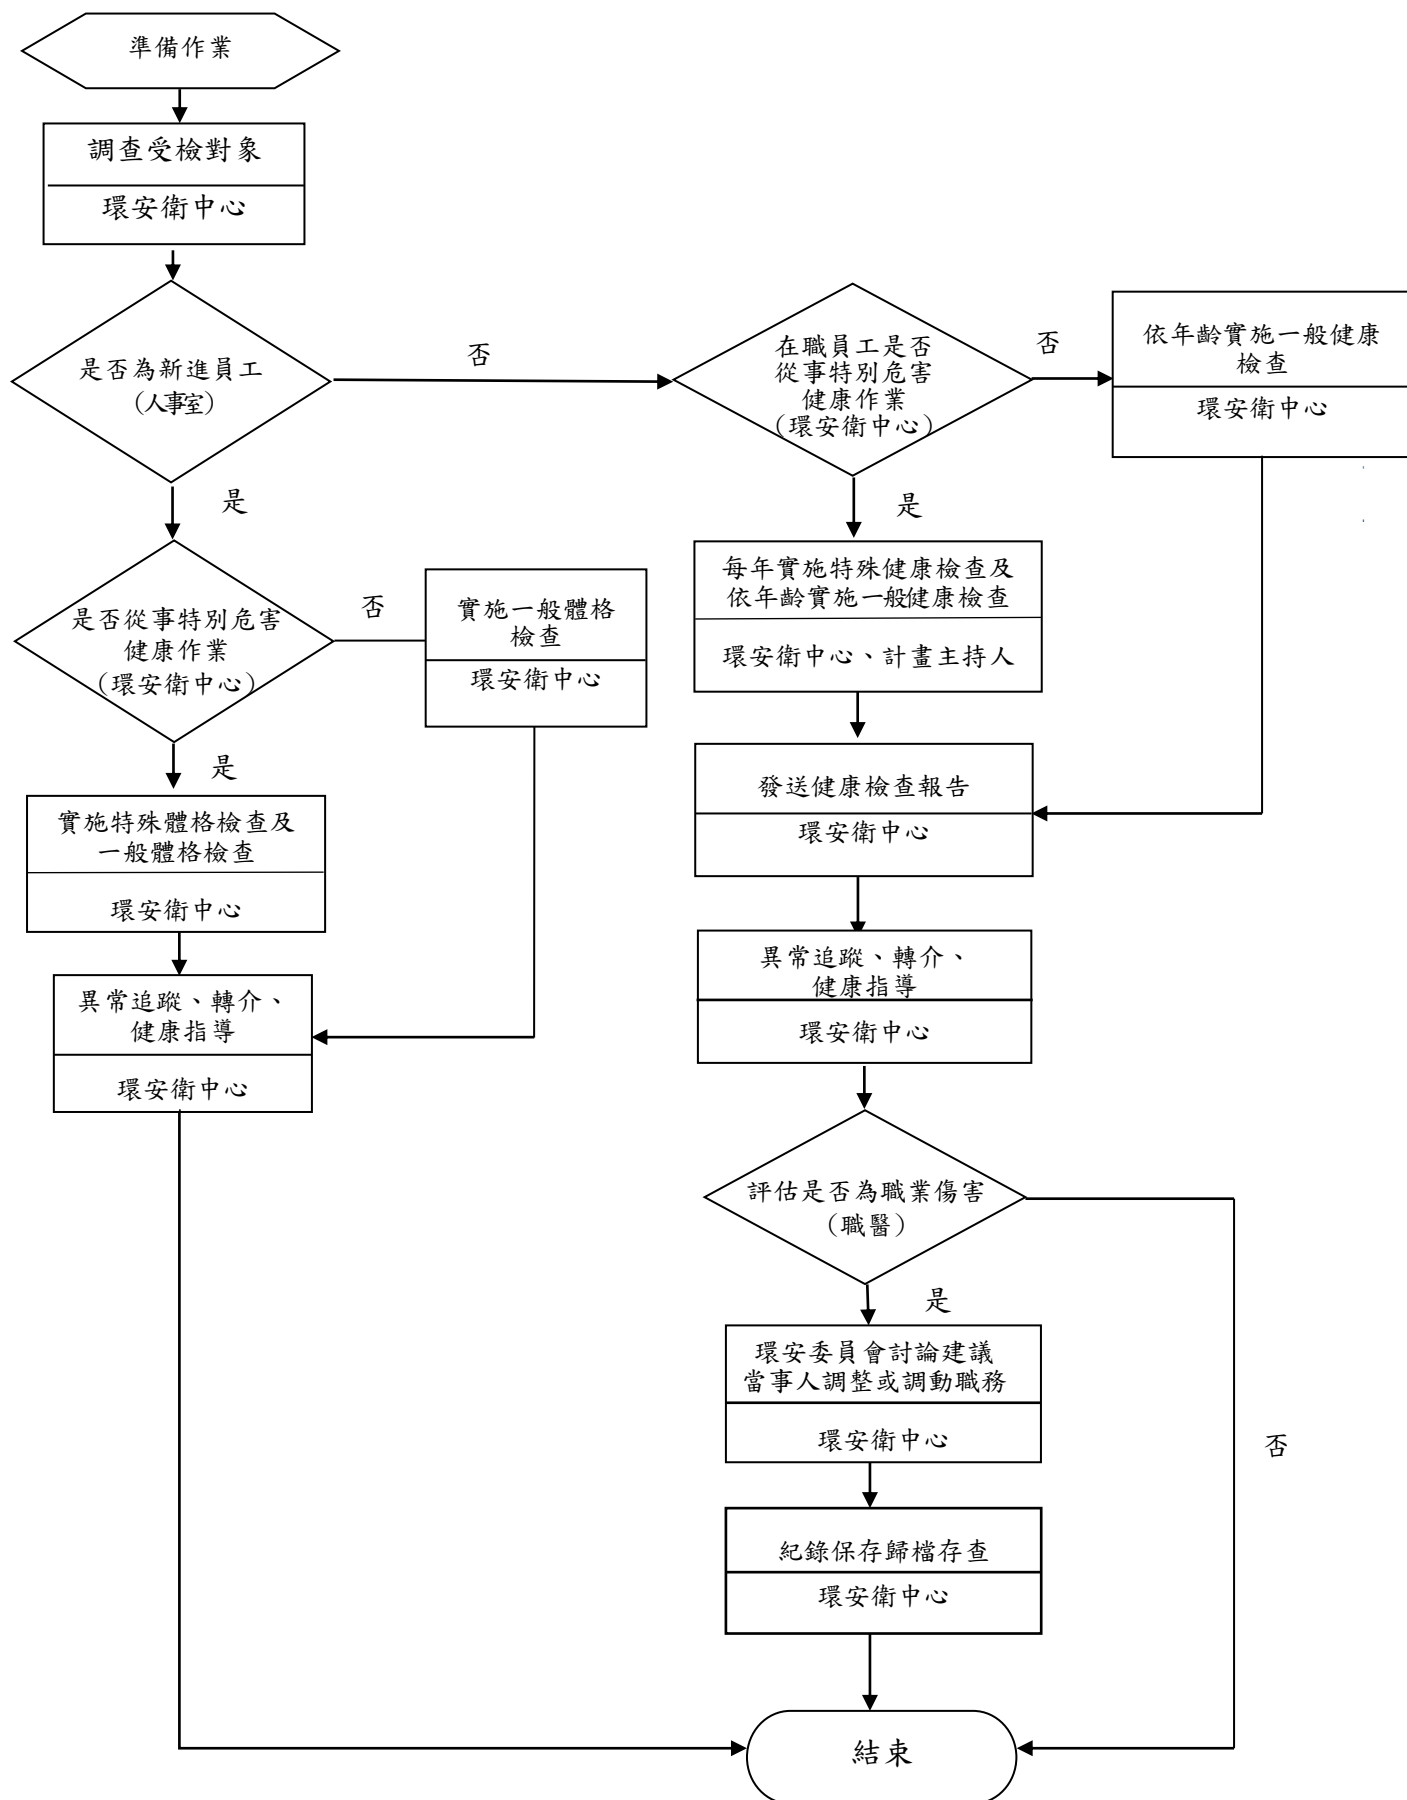 準備作業
調查受檢對象
環安衛中心
是否為新進員工
（人事室）
否
是
在職員工是否
從事特別危害
健康作業
（環安衛中心）
否
是
依年齡實施一般健康
檢查
環安衛中心
是否從事特別危害
健康作業
（環安衛中心）
否
是
實施一般體格
檢查
環安衛中心
實施特殊體格檢查及
一般體格檢查
環安衛中心
異常追蹤、轉介、
健康指導
環安衛中心
每年實施特殊健康檢查及
依年齡實施一般健康檢查
環安衛中心、計畫主持人
發送健康檢查報告
環安衛中心
異常追蹤、轉介、
健康指導
環安衛中心
評估是否為職業傷害
（職醫）
是
否
環安委員會討論建議
當事人調整或調動職務
環安衛中心
紀錄保存歸檔存查
環安衛中心
結束